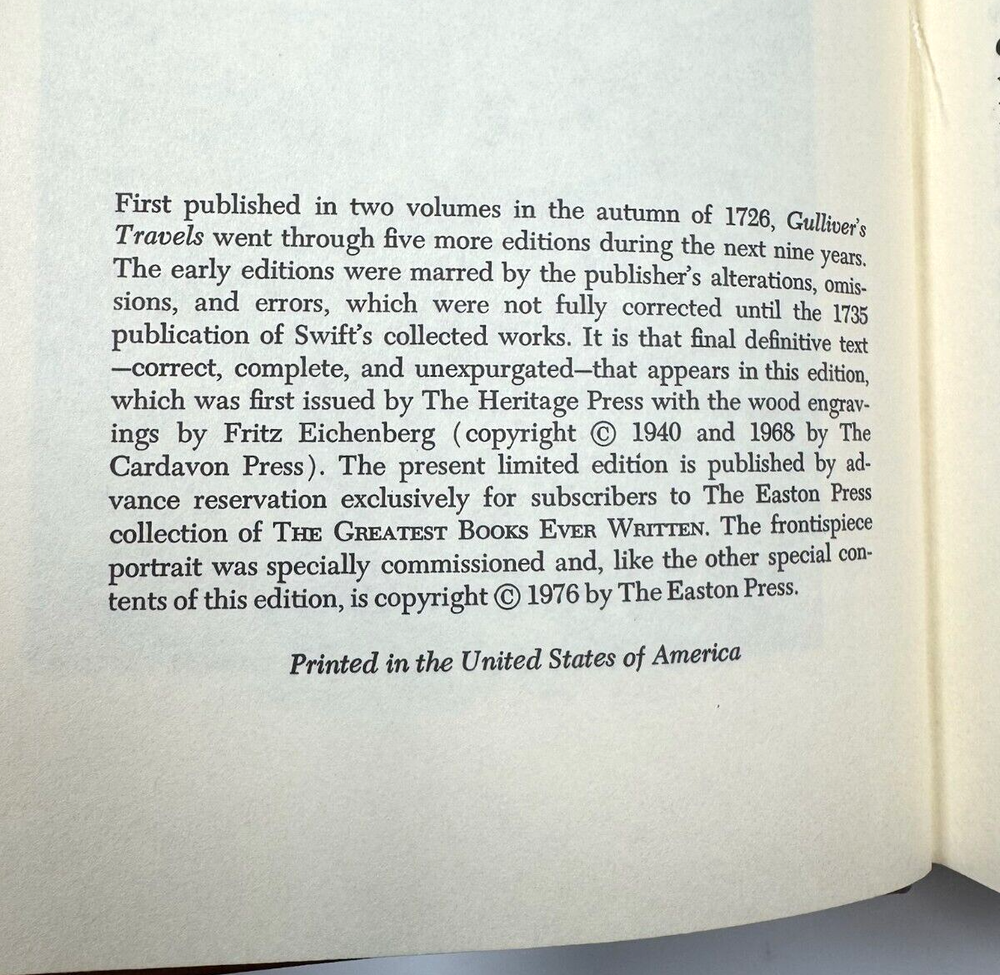 First published in two volumes in the autumn of 1726, Gulliver's
Travels went through five more editions during the next nine years.
The early editions were marred by the publisher's alterations, omis-
sions, and errors, which were not fully corrected until the 1735
publication of Swift's collected works. It is that final definitive text
—correct, complete, and unexpurgated—that appears in this edition,
which was first issued by The Heritage Press with the wood engrav-
ings by Fritz Eichenberg (copyright © 1940 and 1968 by The
Cardavon Press). The present limited edition is published by ad-
vance reservation exclusively for subscribers to The Easton Press
collection of THE GREATEST BOOKS EVER WRITTEN. The frontispiece
portrait was specially commissioned and, like the other special con-
tents of this edition, is copyright © 1976 by The Easton Press.
Printed in the United States of America